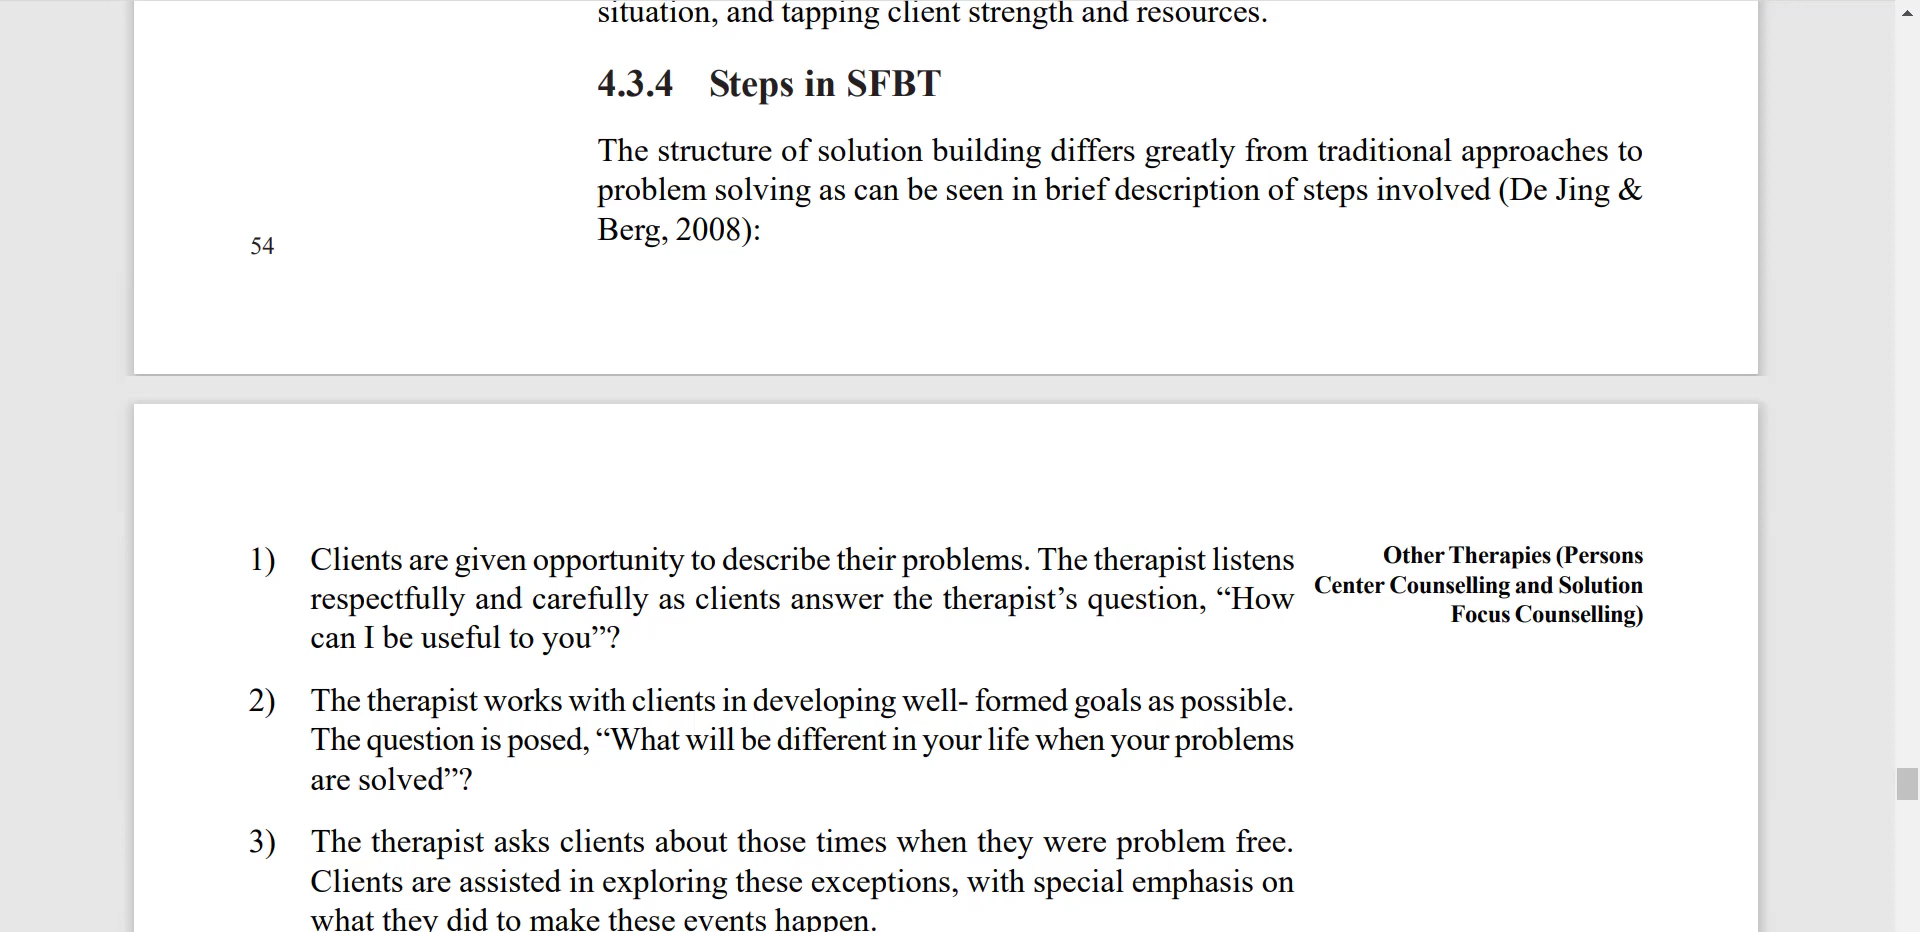 situation, and tapping client strength and resources.
4.3.4 Steps in SFBT
The structure of solution building differs greatly from traditional approaches to
problem solving as can be seen in brief description of steps involved (De Jing &
Berg, 2008):
54
1) Clients are given opportunity to describe their problems. The therapist listens
respectfully and carefully as clients answer the therapist’s question, “How
can I be useful to you”?
Other Therapies (Persons
Center Counselling and Solution
Focus Counselling)
2) The therapist works with clients in developing well- formed goals as possible.
The question is posed, “What will be different in your life when your problems
are solved”?
3) The therapist asks clients about those times when they were problem free.
Clients are assisted in exploring these exceptions, with special emphasis on
what they did to make these events happen.